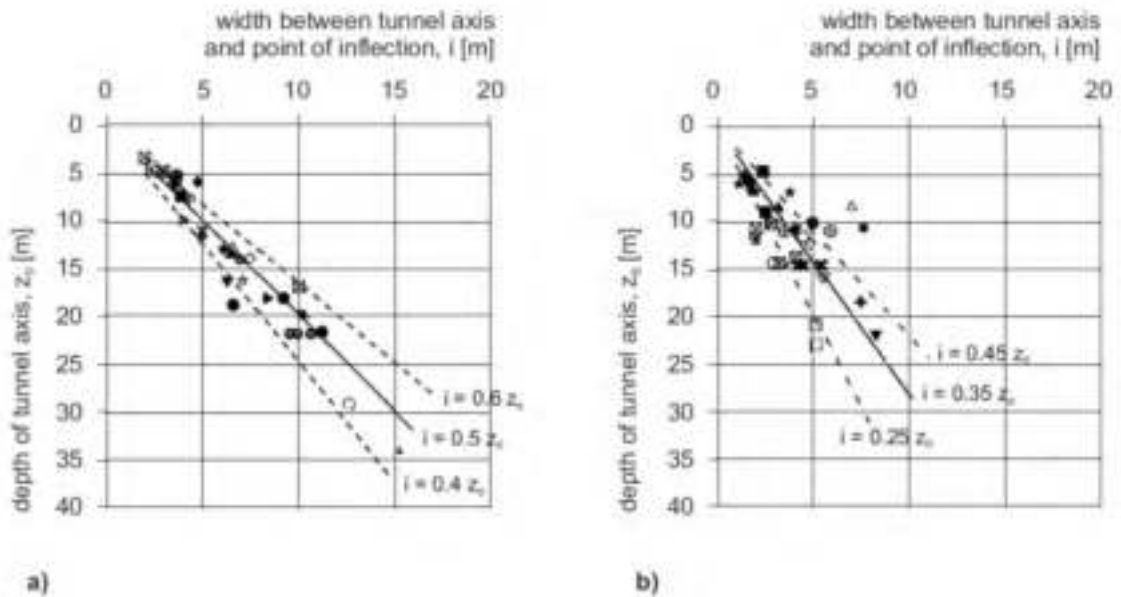 width between tunnel axis
and point of inflection, i [m]
0 5 10 15 20
0
5
10
15
20
25
30
35
40
depth of tunnel axis, z₀ [m]
i = 0.6 z₀
i = 0.5 z₀
i = 0.4 z₀
a)
width between tunnel axis
and point of inflection, i [m]
0 5 10 15 20
0
5
10
15
20
25
30
35
40
depth of tunnel axis, z₀ [m]
i = 0.45 z₀
i = 0.35 z₀
i = 0.25 z₀
b)